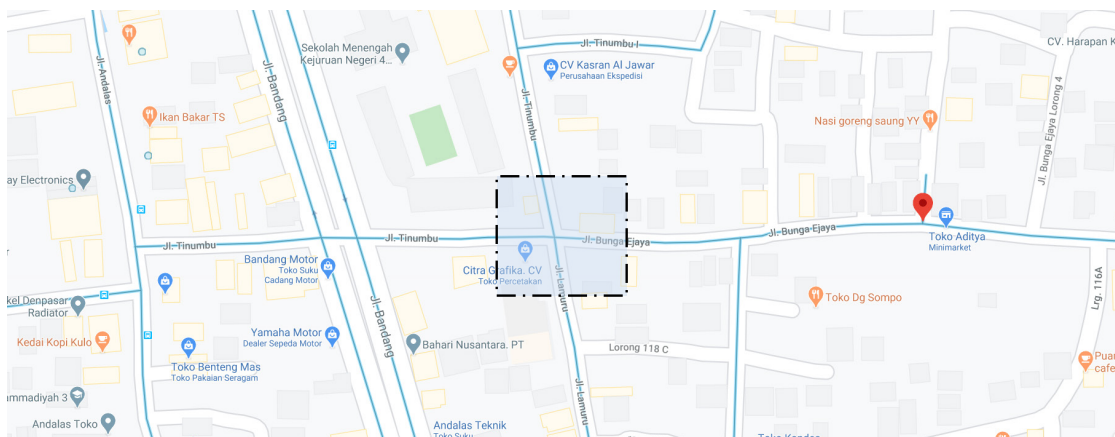 Jl. Andalas
Ikan Bakar TS
Jl. Bandang
Sekolah Menengah
Kejuruan Negeri 4...
Jl. Tinumbu I
CV Kasran Al Jawar
Perusahaan Ekspedisi
Jl. Tinumbu
CV. Harapan K
Nasi goreng saung YY
Jl. Bunga Ejaya Lorong 4
ay Electronics
Jl. Tinumbu
Jl. Tinumbu
Jl. Bunga Ejaya
Jl. Bunga Ejaya
Toko Aditya
Minimarket
Bandang Motor
Toko Suku
Cadang Motor
Citra Grafika. CV
Toko Percetakan
Jl. Lamuru
Toko Dg Sompo
Lrg. 116A
kel Denpasar
Radiator
Kedai Kopi Kulo
Yamaha Motor
Dealer Sepeda Motor
Jl. Bandang
Bahari Nusantara. PT
Lorong 118 C
Toko Benteng Mas
Toko Pakaian Seragam
Puan
cafe
ammadiyah 3
Andalas Toko
Andalas Teknik
Toko Suku
Jl. Lamuru